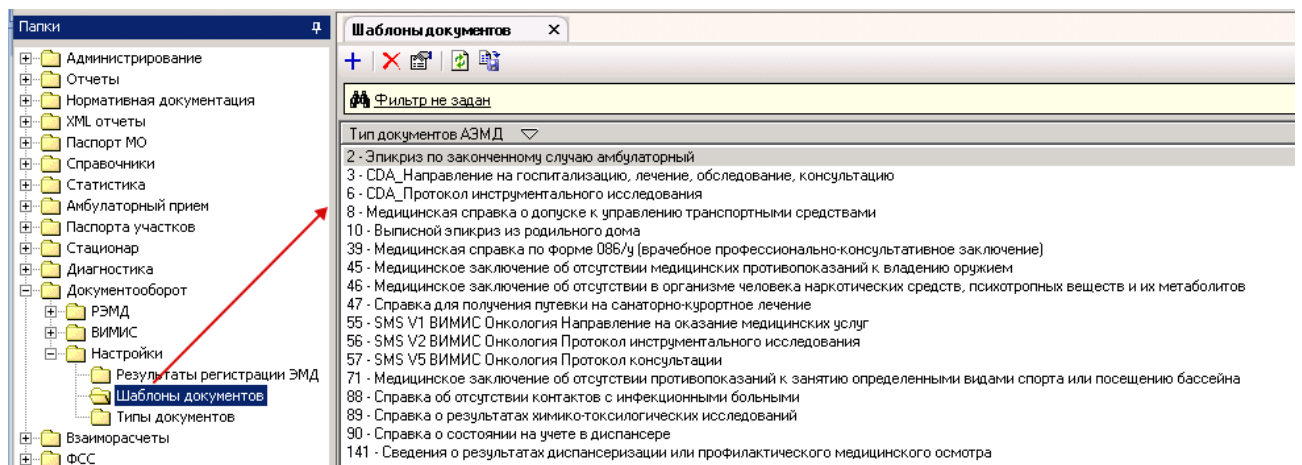 Папки
Администрирование
Отчеты
Нормативная документация
XML отчеты
Паспорт МО
Справочники
Статистика
Амбулаторный прием
Паспорта участков
Стационар
Диагностика
Документооборот
РЭМД
ВИМИС
Настройки
Результаты регистрации ЭМД
Шаблоны документов
Типы документов
Взаиморасчеты
ФСС
Шаблоны документов
Фильтр не задан
Тип документов АЭМД
2 - Эпикриз по законченному случаю амбулаторный
3 - CDA_Направление на госпитализацию, лечение, обследование, консультацию
6 - CDA_Протокол инструментального исследования
8 - Медицинская справка о допуске к управлению транспортными средствами
10 - Выписной эпикриз из родильного дома
39 - Медицинская справка по форме 086/у (врачебное профессионально-консультативное заключение)
45 - Медицинское заключение об отсутствии медицинских противопоказаний к владению оружием
46 - Медицинское заключение об отсутствии в организме человека наркотических средств, психотропных веществ и их метаболитов
47 - Справка для получения путевки на санаторно-курортное лечение
55 - SMS V1 ВИМИС Онкология Направление на оказание медицинских услуг
56 - SMS V2 ВИМИС Онкология Протокол инструментального исследования
57 - SMS V5 ВИМИС Онкология Протокол консультации
71 - Медицинское заключение об отсутствии противопоказаний к занятию определенными видами спорта или посещению бассейна
88 - Справка об отсутствии контактов с инфекционными больными
89 - Справка о результатах химико-токсилогических исследований
90 - Справка о состоянии на учете в диспансере
141 - Сведения о результатах диспансеризации или профилактического медицинского осмотра